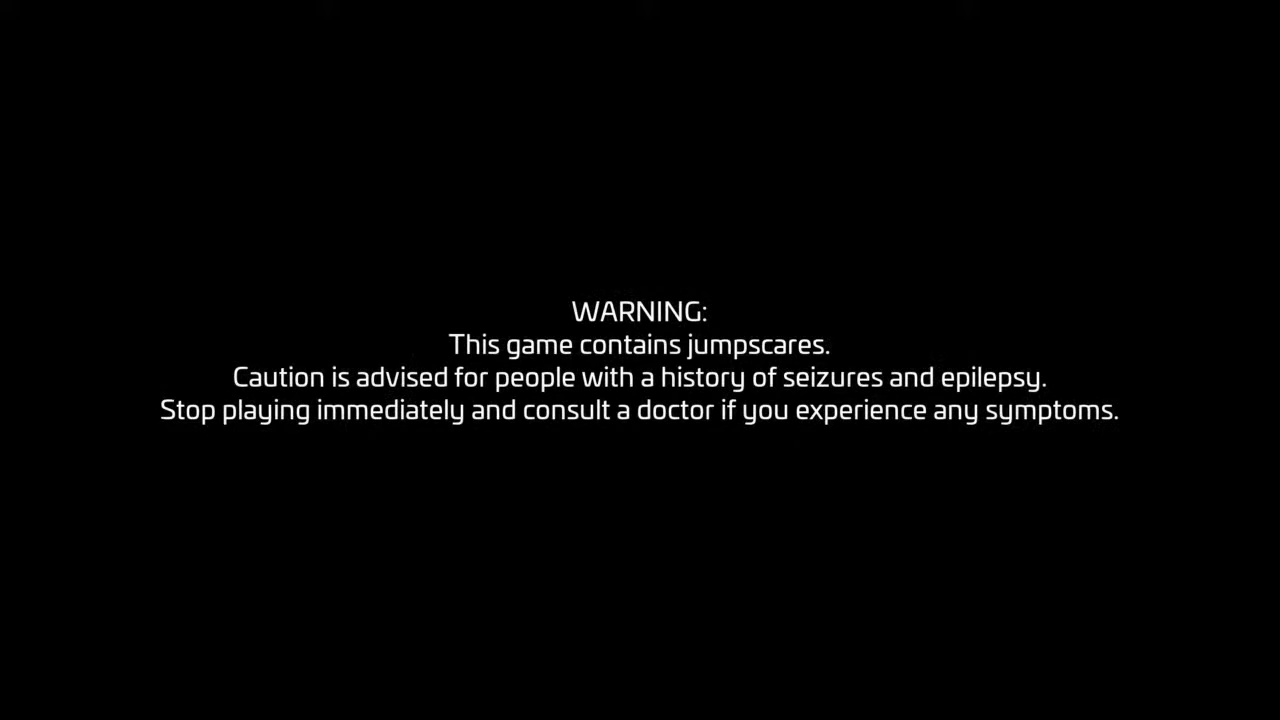 WARNING:
This game contains jumpscares.
Caution is advised for people with a history of seizures and epilepsy.
Stop playing immediately and consult a doctor if you experience any symptoms.